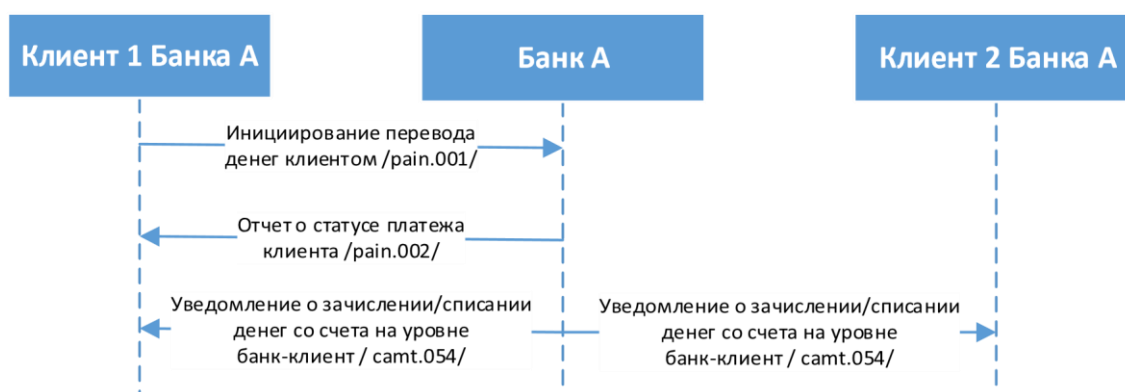 Клиент 1 Банка А
Банк А
Клиент 2 Банка А
Инициирование перевода
денег клиентом /pain.001/
Отчет о статусе платежа
клиента /pain.002/
Уведомление о зачислении/списании
денег со счета на уровне
банк-клиент / camt.054/
Уведомление о зачислении/списании
денег со счета на уровне
банк-клиент / camt.054/